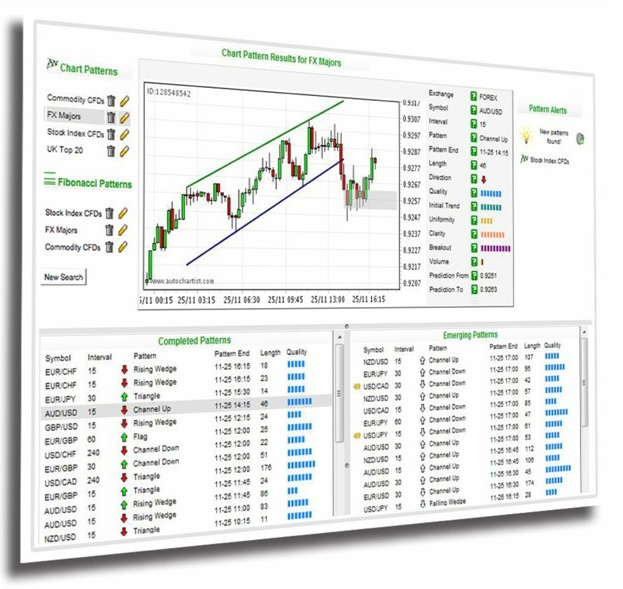 Chart Pattern Results for FX Majors
Chart Patterns
Commodity CFDs
FX Majors
Stock Index CFDs
UK Top 20
Fibonacci Patterns
Stock Index CFDs
FX Majors
Commodity CFDs
New Search
ID:128548542
0.9317
0.9307
0.9297
0.9287
0.9277
0.9267
0.9257
0.9247
0.9237
0.9227
0.9217
0.9207
www.autochartist.com
25/11 00:15 25/11 03:15 25/11 06:30 25/11 09:45 25/11 13:00 25/11 16:15
Exchange FOREX
Symbol AUD/USD
Interval 15
Pattern Channel Up
Pattern End 11-25 14:15
Length 46
Direction
Quality
Initial Trend
Uniformity
Clarity
Breakout
Volume
Prediction From 0.9251
Prediction To 0.9263
Pattern Alerts
New patterns
found!
Stock Index CFDs
Completed Patterns
Symbol Interval Pattern Pattern End Length Quality
EUR/CHF 15 Rising Wedge 11-25 16:15 18
EUR/CHF 15 Rising Wedge 11-25 16:15 23
EUR/JPY 30 Triangle 11-25 15:30 14
AUD/USD 15 Channel Up 11-25 14:15 46
GBP/USD 15 Rising Wedge 11-25 12:15 24
EUR/GBP 60 Flag 11-25 12:00 25
USD/CHF 240 Channel Down 11-25 12:00 22
EUR/GBP 30 Channel Down 11-25 12:00 51
USD/CAD 240 Triangle 11-25 12:00 176
EUR/GBP 15 Triangle 11-25 11:45 24
AUD/USD 15 Rising Wedge 11-25 11:45 86
AUD/USD 15 Rising Wedge 11-25 11:00 83
NZD/USD 15 Triangle 11-25 10:15 11
Emerging Patterns
Symbol Interval Pattern Pattern End Length Quality
NZD/USD 15 Channel Up 11-25 17:00 107
EUR/JPY 30 Channel Down 11-25 17:00 95
USD/CAD 30 Channel Down 11-25 17:00 42
NZD/USD 30 Channel Up 11-25 17:00 57
USD/CAD 15 Channel Down 11-25 17:00 85
EUR/JPY 60 Channel Down 11-25 17:00 47
USD/JPY 15 Channel Down 11-25 17:00 61
AUD/USD 30 Channel Up 11-25 17:00 53
NZD/USD 15 Channel Up 11-25 16:45 112
AUD/USD 30 Channel Up 11-25 16:45 106
AUD/USD 30 Channel Up 11-25 16:30 45
EUR/USD 30 Channel Up 11-25 16:30 174
USD/JPY 15 Falling Wedge 11-25 16:15 28